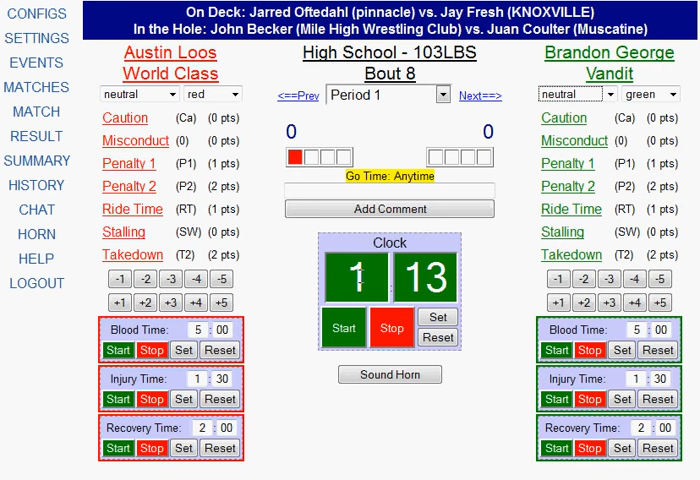 CONFIGS
SETTINGS
EVENTS
MATCHES
MATCH
RESULT
SUMMARY
HISTORY
CHAT
HORN
HELP
LOGOUT
On Deck: Jarred Oftedahl (pinnacle) vs. Jay Fresh (KNOXVILLE)
In the Hole: John Becker (Mile High Wrestling Club) vs. Juan Coulter (Muscatine)
Austin Loos
World Class
neutral red
Caution (Ca) (0 pts)
Misconduct (0) (0 pts)
Penalty 1 (P1) (1 pts)
Penalty 2 (P2) (2 pts)
Ride Time (RT) (1 pts)
Stalling (SW) (0 pts)
Takedown (T2) (2 pts)
-1 -2 -3 -4 -5
+1 +2 +3 +4 +5
Blood Time: 5 : 00
Start Stop Set Reset
Injury Time: 1 : 30
Start Stop Set Reset
Recovery Time: 2 : 00
Start Stop Set Reset
High School - 103LBS
Bout 8
<==Prev Period 1 Next==>
0 0
Go Time: Anytime
Add Comment
Clock
1 : 13
Start Stop Set
Reset
Sound Horn
Brandon George
Vandit
neutral green
Caution (Ca) (0 pts)
Misconduct (0) (0 pts)
Penalty 1 (P1) (1 pts)
Penalty 2 (P2) (2 pts)
Ride Time (RT) (1 pts)
Stalling (SW) (0 pts)
Takedown (T2) (2 pts)
-1 -2 -3 -4 -5
+1 +2 +3 +4 +5
Blood Time: 5 : 00
Start Stop Set Reset
Injury Time: 1 : 30
Start Stop Set Reset
Recovery Time: 2 : 00
Start Stop Set Reset